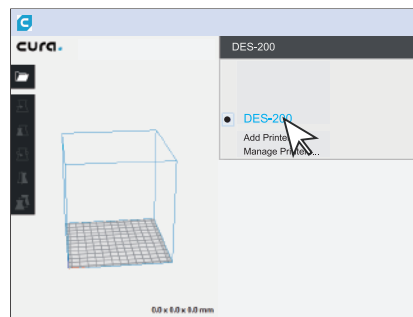 cura.
DES-200
DES-200
Add Printer
Manage Printers...
0.0 x 0.0 x 0.0 mm